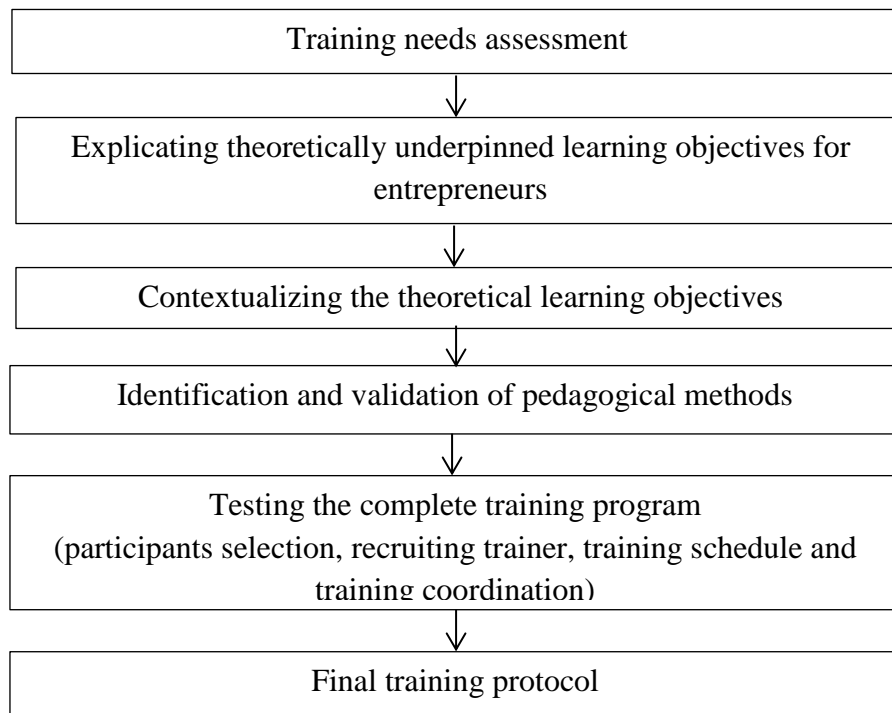 Training needs assessment
Explicating theoretically underpinned learning objectives for
entrepreneurs
Contextualizing the theoretical learning objectives
Identification and validation of pedagogical methods
Testing the complete training program
(participants selection, recruiting trainer, training schedule and
training coordination)
Final training protocol